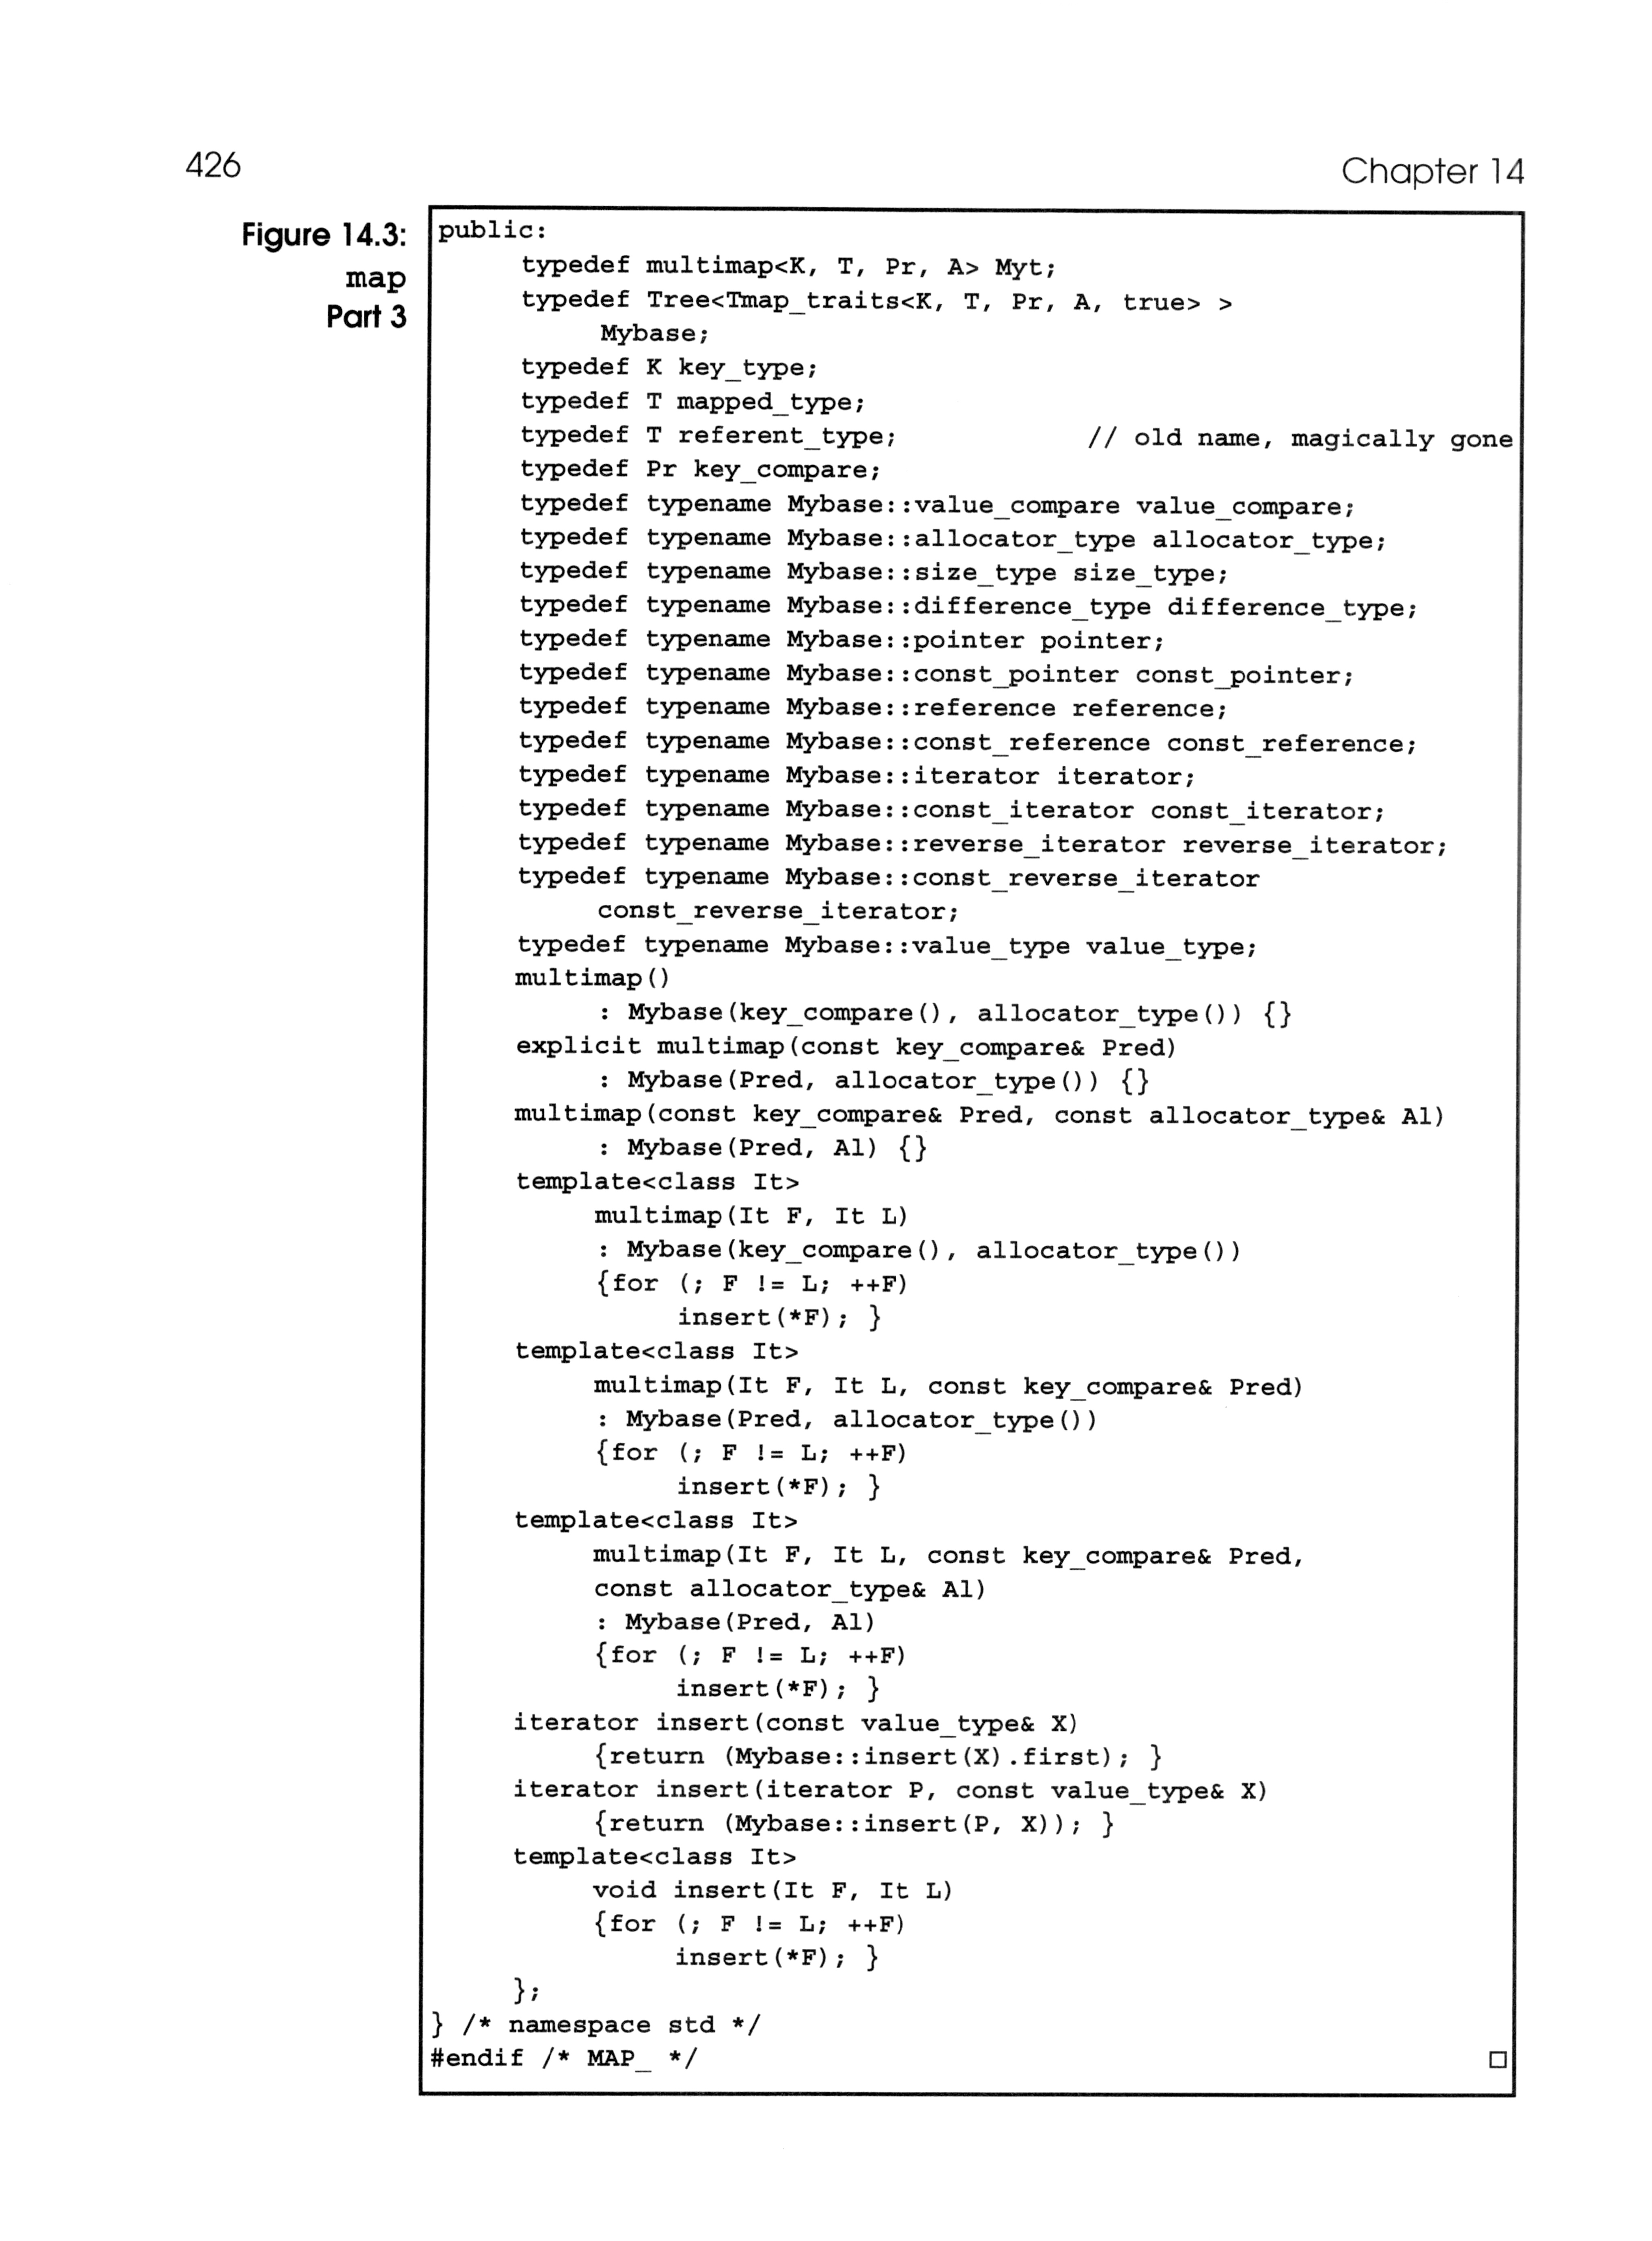 426
Chapter 14
Figure 14.3:
map
Part 3
public:
typedef multimap<K, T, Pr, A> Myt;
typedef Tree<Tmap_traits<K, T, Pr, A, true> >
Mybase;
typedef K key_type;
typedef T mapped_type;
typedef T referent_type; // old name, magically gone
typedef Pr key_compare;
typedef typename Mybase::value_compare value_compare;
typedef typename Mybase::allocator_type allocator_type;
typedef typename Mybase::size_type size_type;
typedef typename Mybase::difference_type difference_type;
typedef typename Mybase::pointer pointer;
typedef typename Mybase::const_pointer const_pointer;
typedef typename Mybase::reference reference;
typedef typename Mybase::const_reference const_reference;
typedef typename Mybase::iterator iterator;
typedef typename Mybase::const_iterator const_iterator;
typedef typename Mybase::reverse_iterator reverse_iterator;
typedef typename Mybase::const_reverse_iterator
const_reverse_iterator;
typedef typename Mybase::value_type value_type;
multimap()
: Mybase(key_compare(), allocator_type()) {}
explicit multimap(const key_compare& Pred)
: Mybase(Pred, allocator_type()) {}
multimap(const key_compare& Pred, const allocator_type& Al)
: Mybase(Pred, Al) {}
template<class It>
multimap(It F, It L)
: Mybase(key_compare(), allocator_type())
{for (; F != L; ++F)
insert(*F); }
template<class It>
multimap(It F, It L, const key_compare& Pred)
: Mybase(Pred, allocator_type())
{for (; F != L; ++F)
insert(*F); }
template<class It>
multimap(It F, It L, const key_compare& Pred,
const allocator_type& Al)
: Mybase(Pred, Al)
{for (; F != L; ++F)
insert(*F); }
iterator insert(const value_type& X)
{return (Mybase::insert(X).first); }
iterator insert(iterator P, const value_type& X)
{return (Mybase::insert(P, X)); }
template<class It>
void insert(It F, It L)
{for (; F != L; ++F)
insert(*F); }
};
} /* namespace std */
#endif /* MAP_ */ □